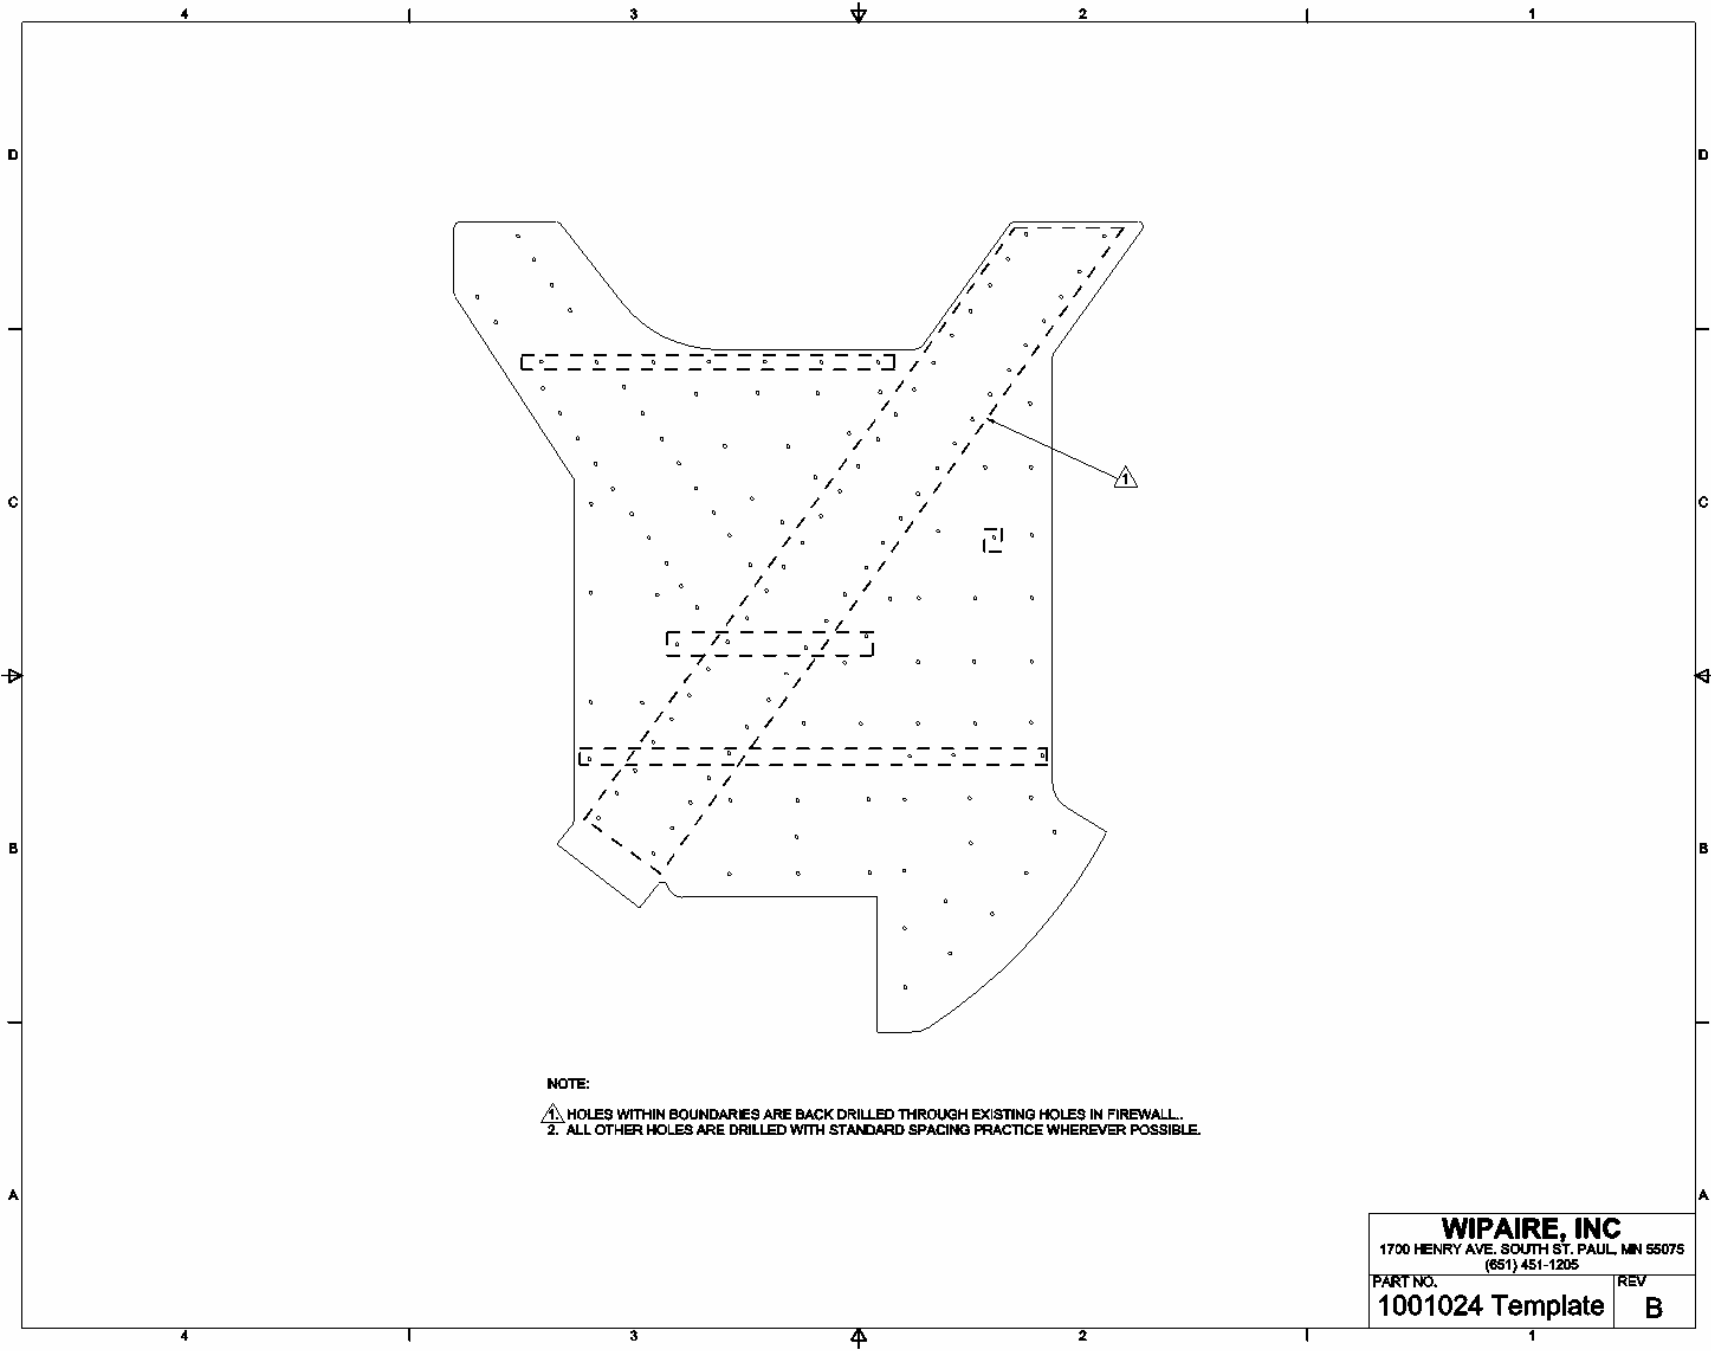 4 3 2 1
D D
1
C C
B B
NOTE:
1. HOLES WITHIN BOUNDARIES ARE BACK DRILLED THROUGH EXISTING HOLES IN FIREWALL..
2. ALL OTHER HOLES ARE DRILLED WITH STANDARD SPACING PRACTICE WHEREVER POSSIBLE.
A A
WIPAIRE, INC
1700 HENRY AVE. SOUTH ST. PAUL, MN 55075
(651) 451-1205
PART NO. REV
1001024 Template B
4 3 2 1